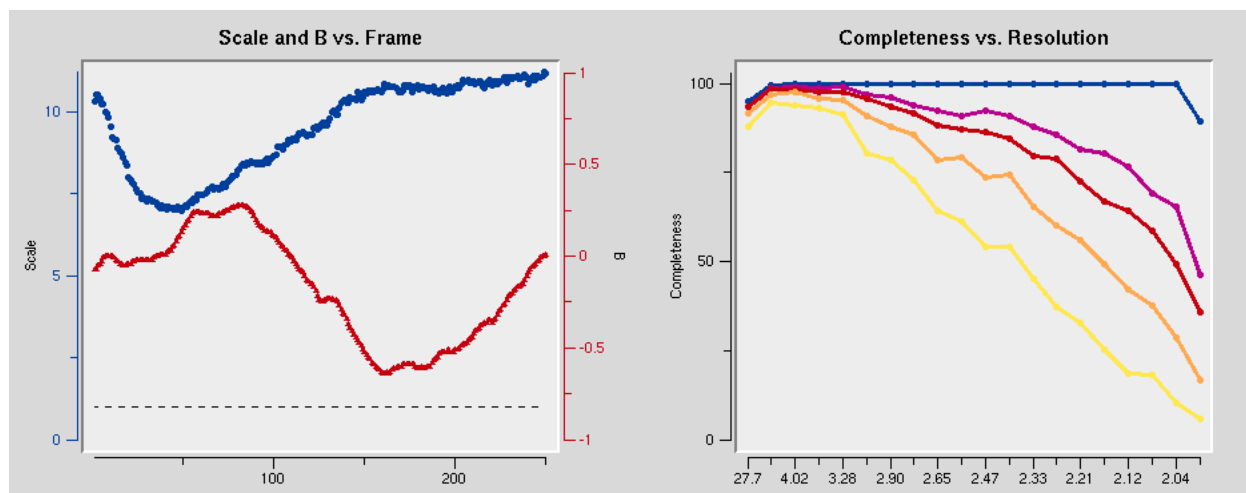 Scale and B vs. Frame
10
5
0
Scale
1
0.5
0
-0.5
-1
B
100
200
Completeness vs. Resolution
100
50
0
Completeness
27.7 4.02 3.28 2.90 2.65 2.47 2.33 2.21 2.12 2.04